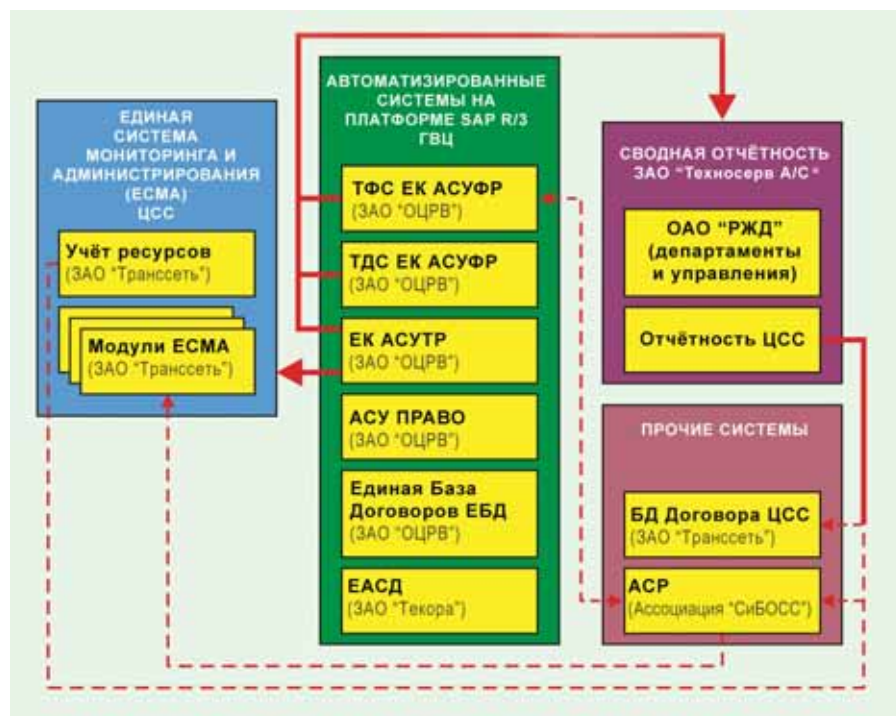 ЕДИНАЯ
СИСТЕМА
МОНИТОРИНГА И
АДМИНИСТРИРОВАНИЯ
(ЕСМА)
ЦСС
Учёт ресурсов
(ЗАО "Транссеть")
Модули ЕСМА
(ЗАО "Транссеть")
АВТОМАТИЗИРОВАННЫЕ
СИСТЕМЫ НА
ПЛАТФОРМЕ SAP R/3
ГВЦ
ТФС ЕК АСУФР
(ЗАО "ОЦРВ")
ТДС ЕК АСУФР
(ЗАО "ОЦРВ")
ЕК АСУТР
(ЗАО "ОЦРВ")
АСУ ПРАВО
(ЗАО "ОЦРВ")
Единая База
Договоров ЕБД
(ЗАО "ОЦРВ")
ЕАСД
(ЗАО "Текора")
СВОДНАЯ ОТЧЁТНОСТЬ
ЗАО "Техносерв А/С"
ОАО "РЖД"
(департаменты
и управления)
Отчётность ЦСС
ПРОЧИЕ СИСТЕМЫ
БД Договора ЦСС
(ЗАО "Транссеть")
АСР
(Ассоциация "СиБОСС")